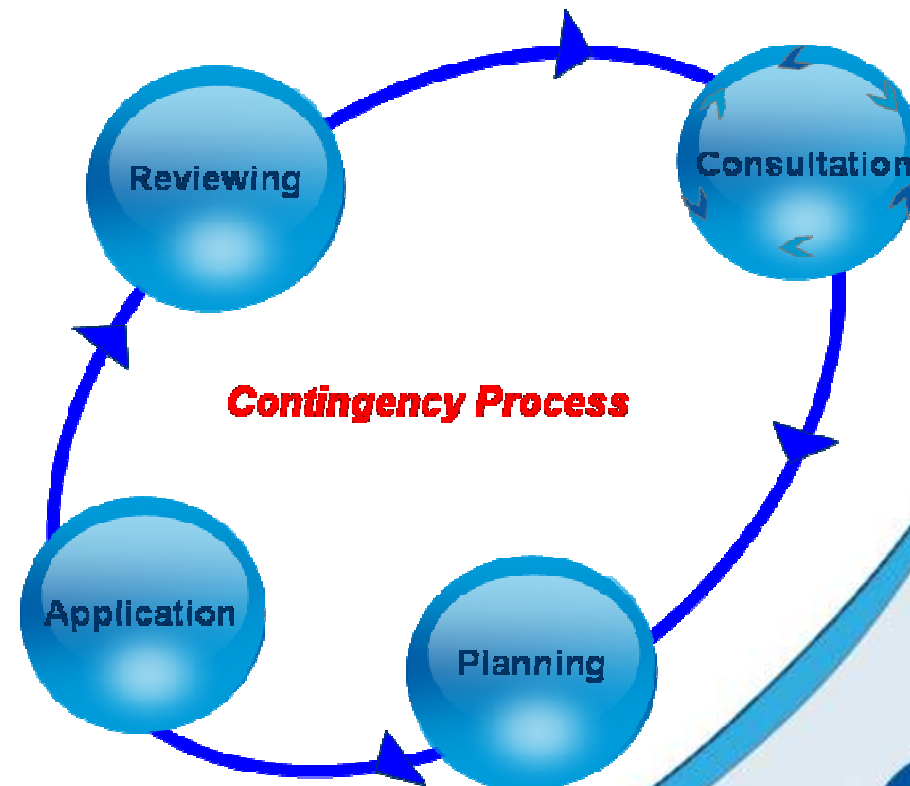 Reviewing
Consultation
Contingency Process
Application
Planning